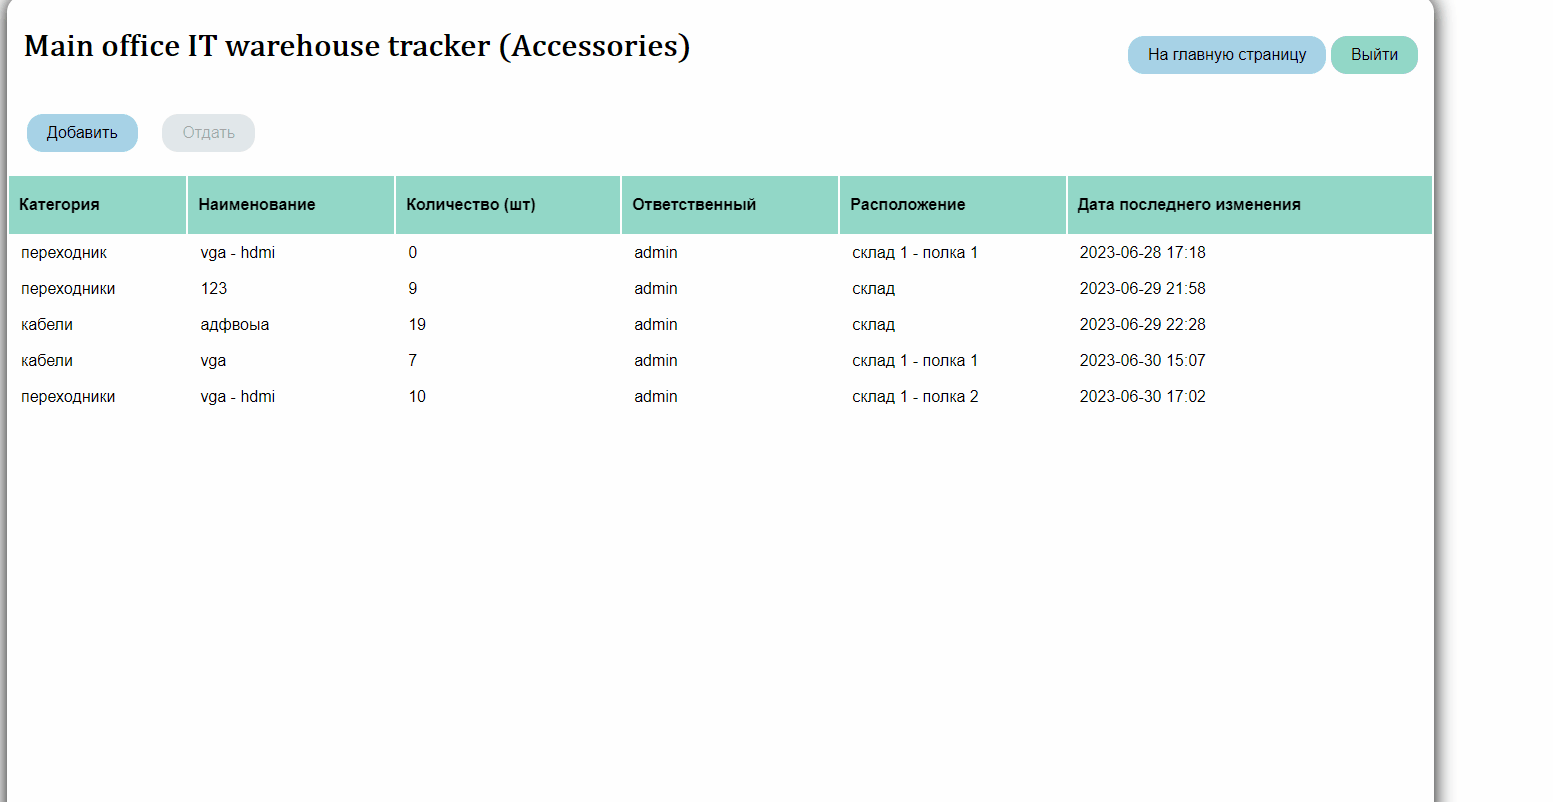 Main office IT warehouse tracker (Accessories)
На главную страницу Выйти
Добавить Отдать
Категория Наименование Количество (шт) Ответственный Расположение Дата последнего изменения
переходник vga - hdmi 0 admin склад 1 - полка 1 2023-06-28 17:18
переходники 123 9 admin склад 2023-06-29 21:58
кабели адфвоыа 19 admin склад 2023-06-29 22:28
кабели vga 7 admin склад 1 - полка 1 2023-06-30 15:07
переходники vga - hdmi 10 admin склад 1 - полка 2 2023-06-30 17:02